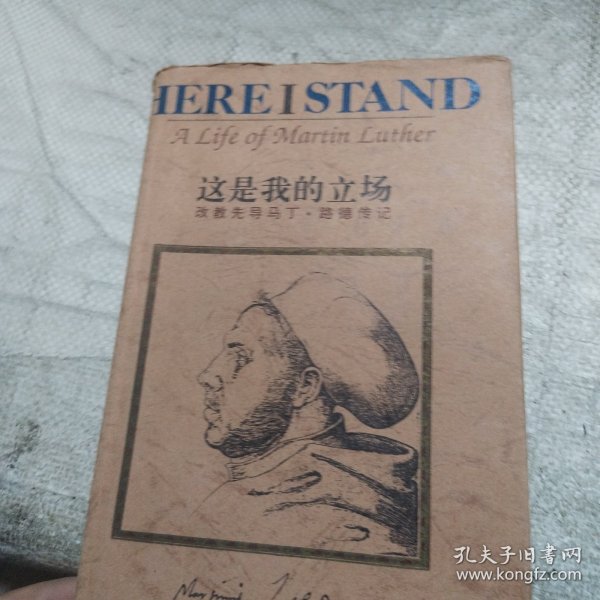 HERE I STAND
A Life of Martin Luther
这是我的立场
改教先导马丁·路德传记
孔夫子旧书网
www.kongfz.com